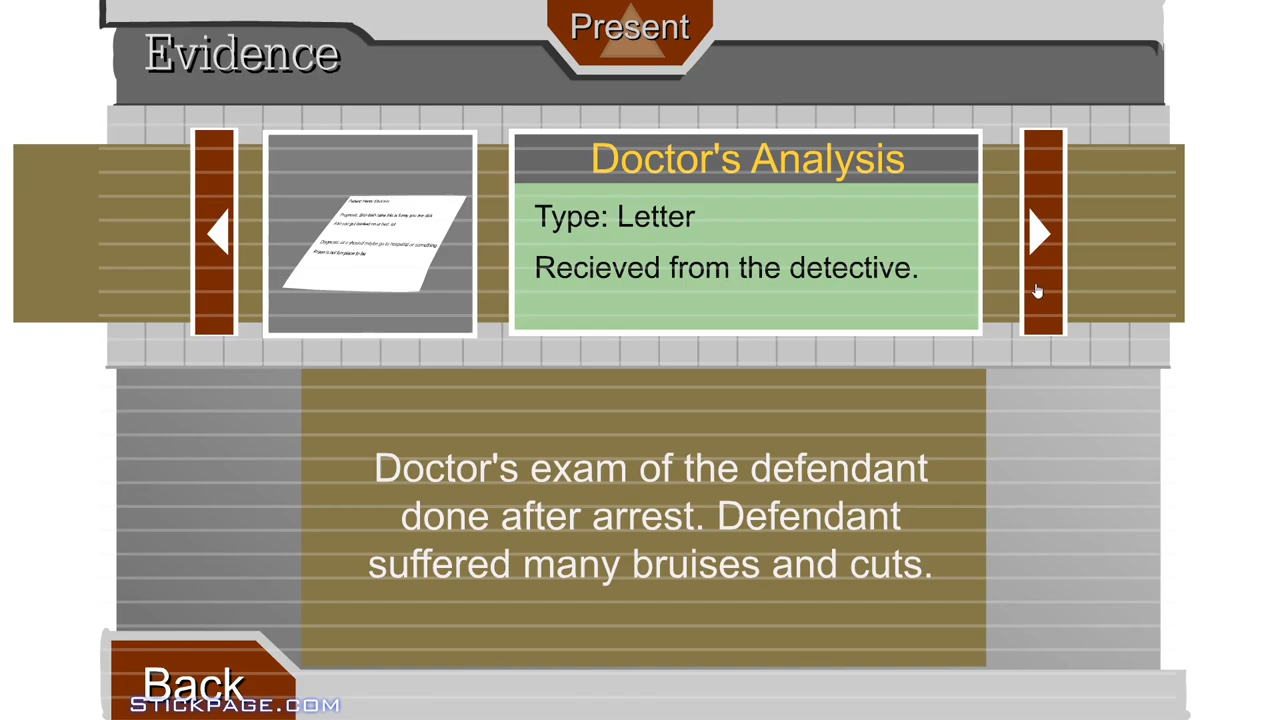 Present
Evidence
Doctor's Analysis
Type: Letter
Recieved from the detective.
Doctor's exam of the defendant
done after arrest. Defendant
suffered many bruises and cuts.
Back
STICKPAGE.COM